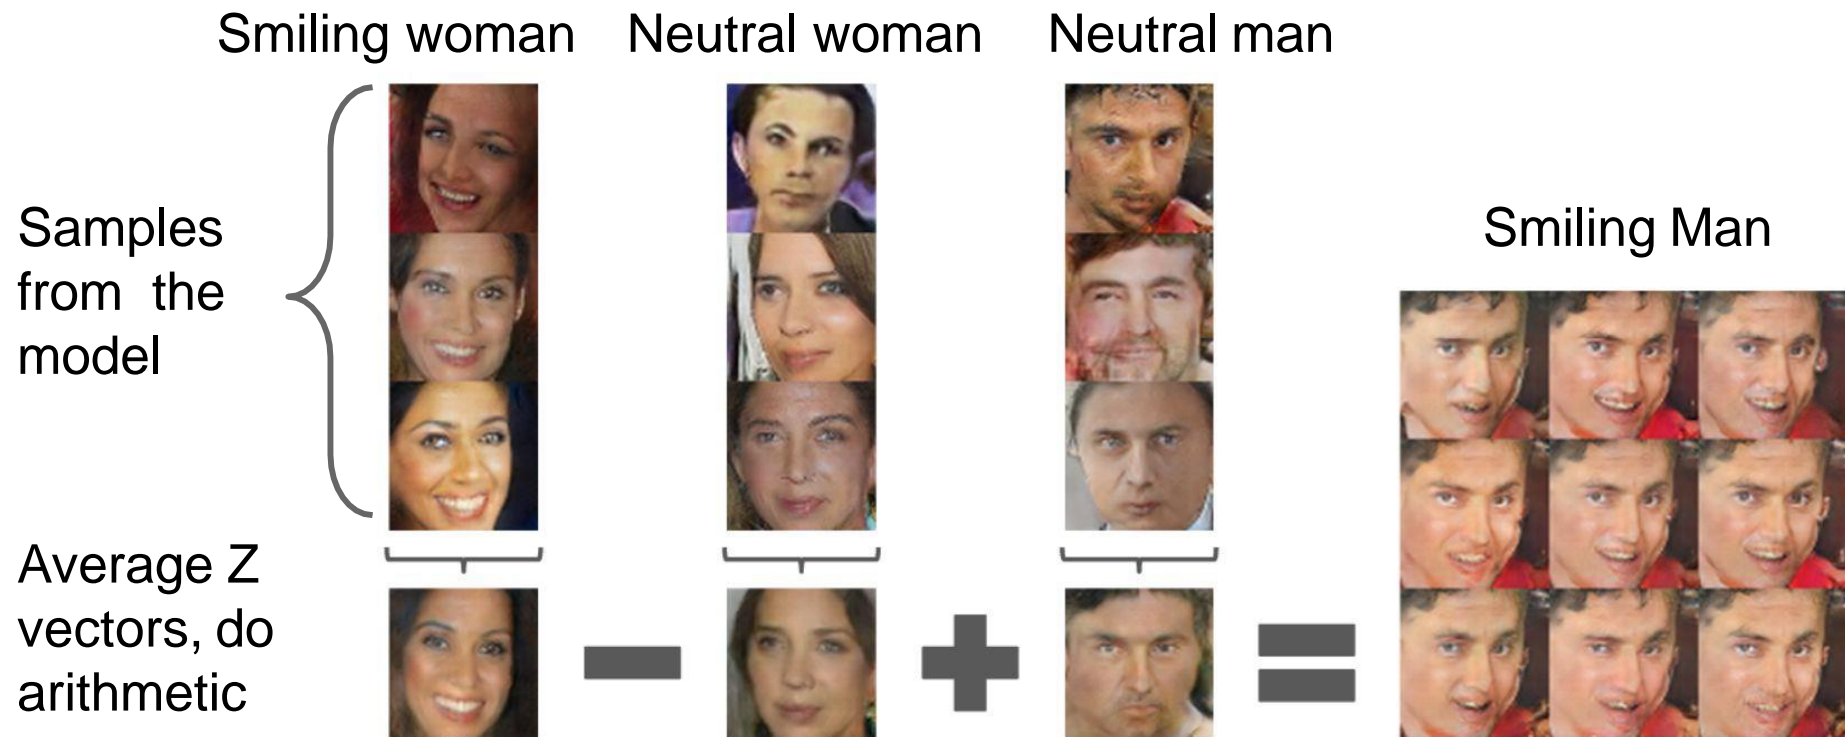 Smiling woman
Neutral woman
Neutral man
Samples
from the
model
Smiling Man
Average Z
vectors, do
arithmetic